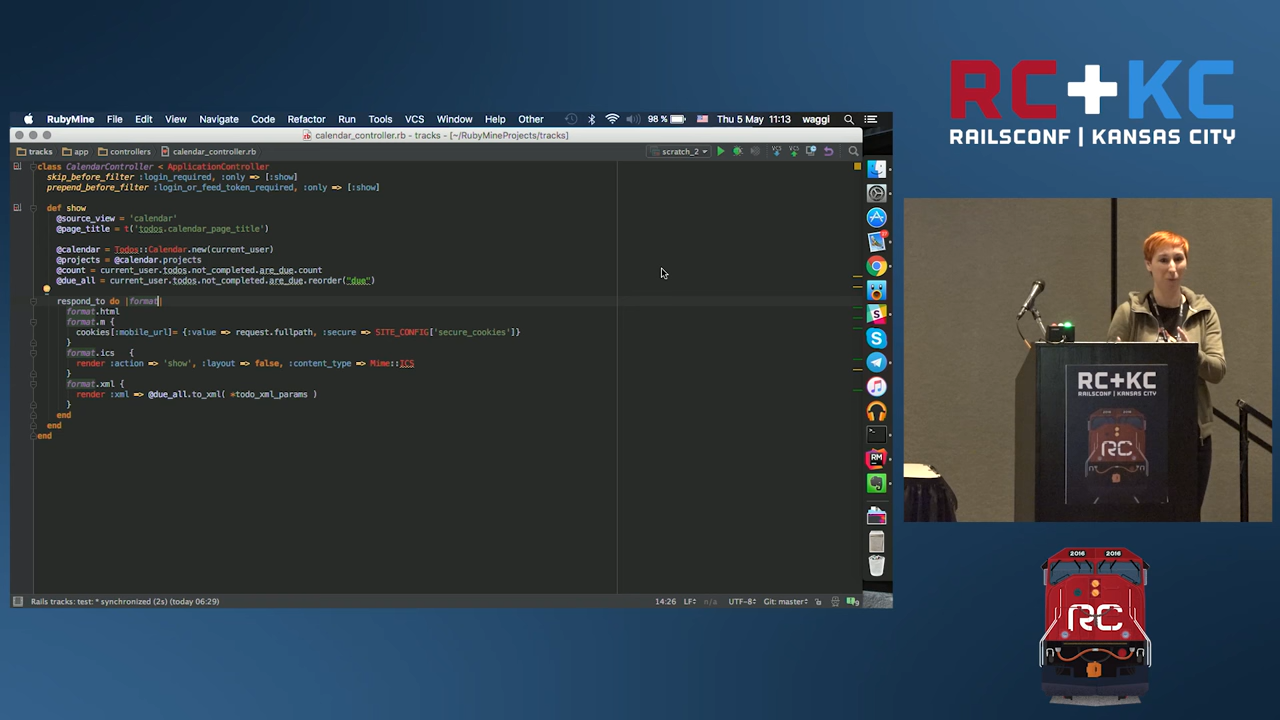 RC+KC
RAILSCONF | KANSAS CITY
RubyMine File Edit View Navigate Code Refactor Run Tools VCS Window Help Other 98 % Thu 5 May 11:13 waggi
calendar_controller.rb - tracks - [~/RubyMineProjects/tracks]
tracks app controllers calendar_controller.rb scratch_2
class CalendarController < ApplicationController
skip_before_filter :login_required, :only => [:show]
prepend_before_filter :login_or_feed_token_required, :only => [:show]
def show
@source_view = 'calendar'
@page_title = t('todos.calendar_page_title')
@calendar = Todos::Calendar.new(current_user)
@projects = @calendar.projects
@count = current_user.todos.not_completed.are_due.count
@due_all = current_user.todos.not_completed.are_due.reorder("due")
respond_to do |format|
format.html
format.m {
cookies[:mobile_url]= {:value => request.fullpath, :secure => SITE_CONFIG['secure_cookies']}
}
format.ics {
render :action => 'show', :layout => false, :content_type => Mime::ICS
}
format.xml {
render :xml => @due_all.to_xml( *todo_xml_params )
}
end
end
end
Rails tracks: test: * synchronized (2s) (today 06:29) 14:26 LF÷ n/a UTF-8÷ Git: master÷
RC+KC
RAILSCONF | KANSAS CITY
RC
2016 2016
RC